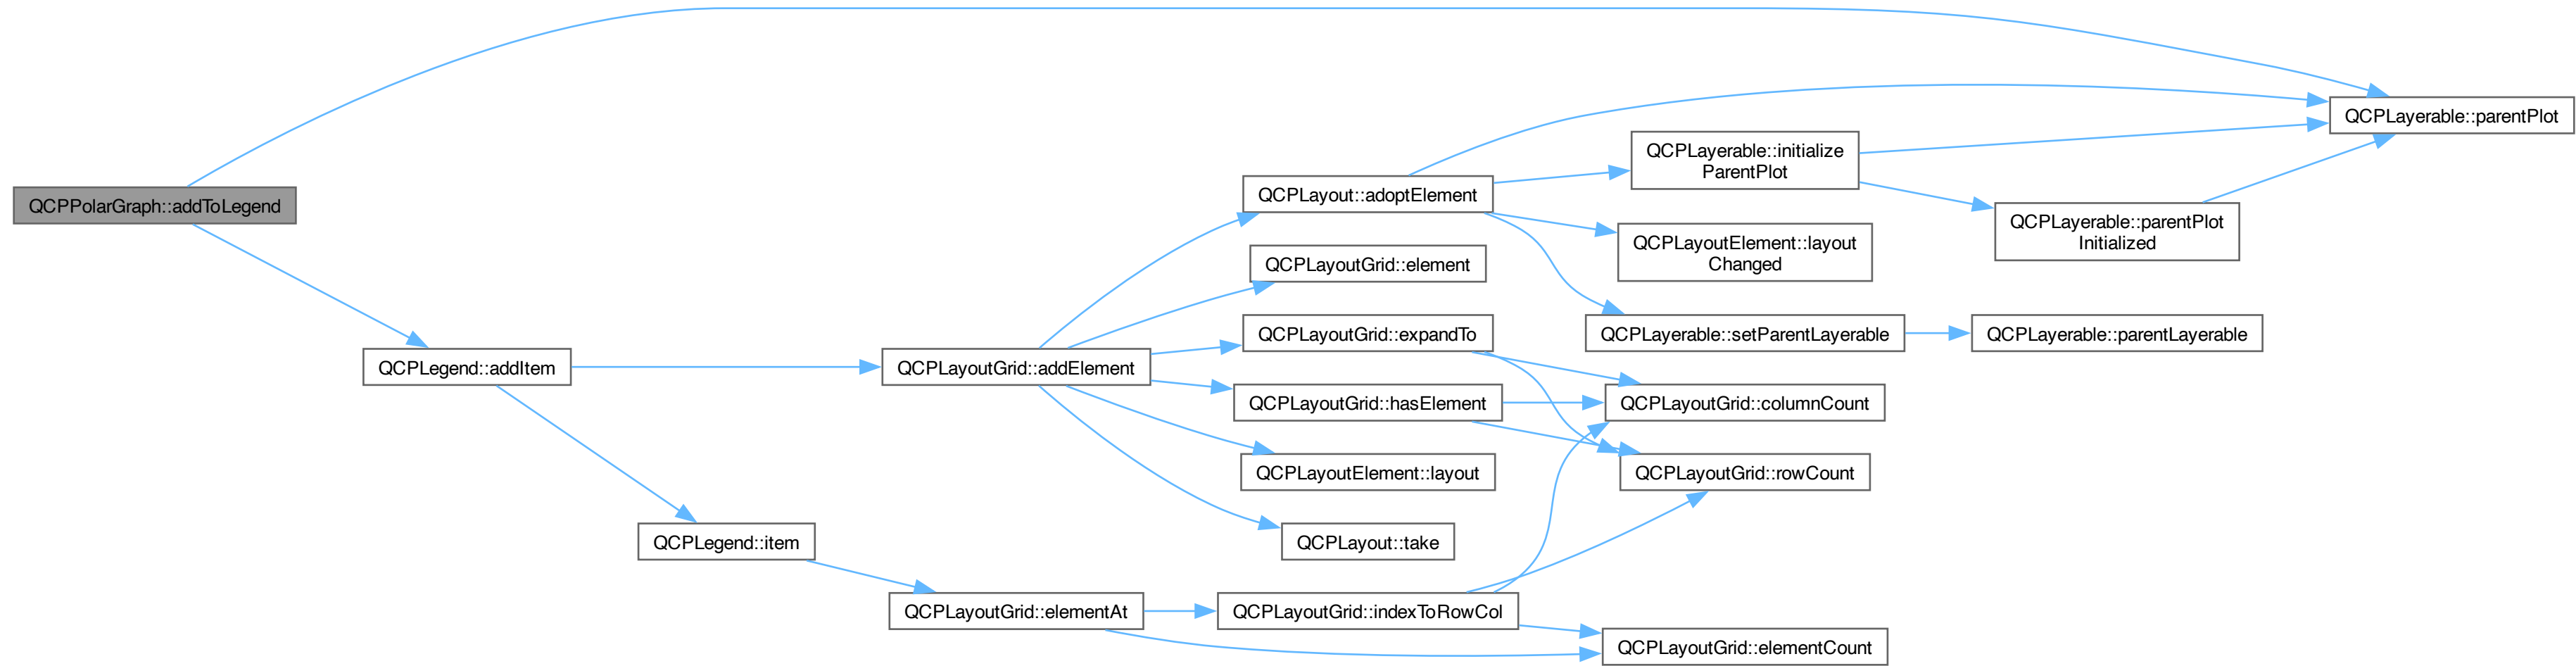 QCPPolarGraph::addToLegend
QCPLegend::addItem
QCPLegend::item
QCPLayoutGrid::addElement
QCPLayoutGrid::elementAt
QCPLayout::adoptElement
QCPLayoutGrid::element
QCPLayoutGrid::expandTo
QCPLayoutGrid::hasElement
QCPLayoutElement::layout
QCPLayout::take
QCPLayoutGrid::indexToRowCol
QCPLayerable::initialize
ParentPlot
QCPLayoutElement::layout
Changed
QCPLayerable::setParentLayerable
QCPLayoutGrid::columnCount
QCPLayoutGrid::rowCount
QCPLayoutGrid::elementCount
QCPLayerable::parentPlot
Initialized
QCPLayerable::parentLayerable
QCPLayerable::parentPlot